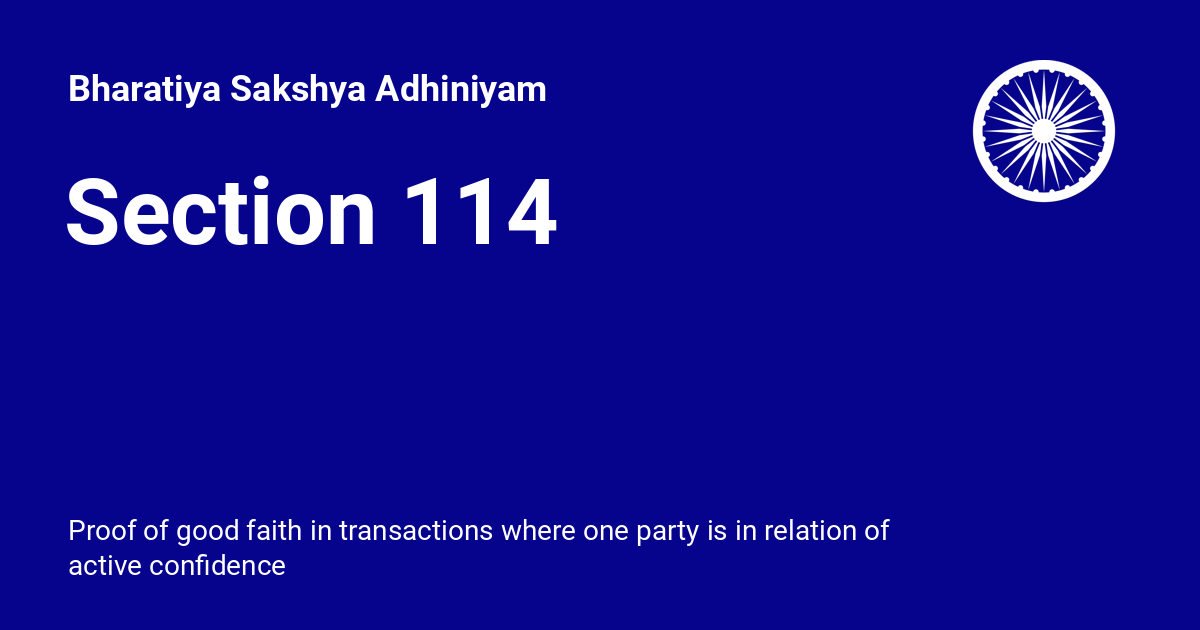 Bharatiya Sakshya Adhiniyam
Section 114
Proof of good faith in transactions where one party is in relation of
active confidence